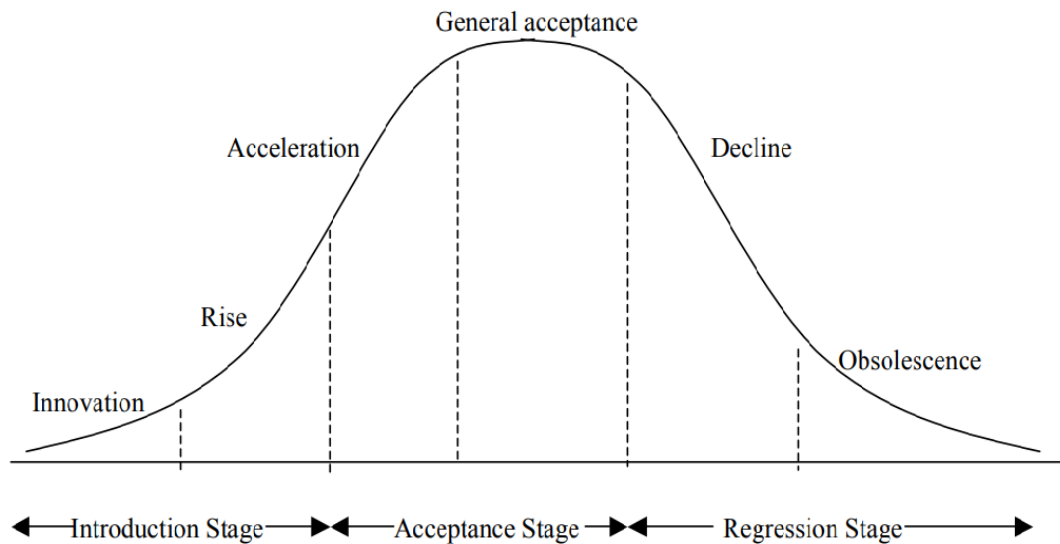 General acceptance
Acceleration
Decline
Rise
Obsolescence
Innovation
Introduction Stage
Acceptance Stage
Regression Stage